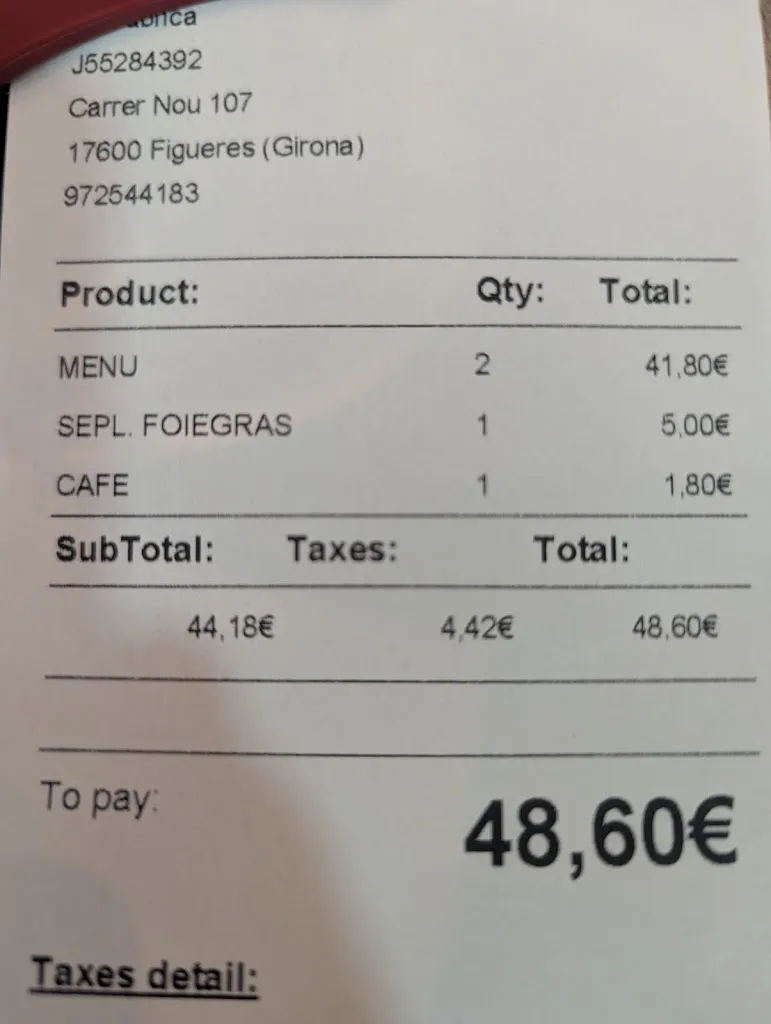 J55284392
Carrer Nou 107
17600 Figueres (Girona)
972544183
Product: Qty: Total:
MENU 2 41,80€
SEPL. FOIEGRAS 1 5,00€
CAFE 1 1,80€
SubTotal: Taxes: Total:
44,18€ 4,42€ 48,60€
To pay: 48,60€
Taxes detail: